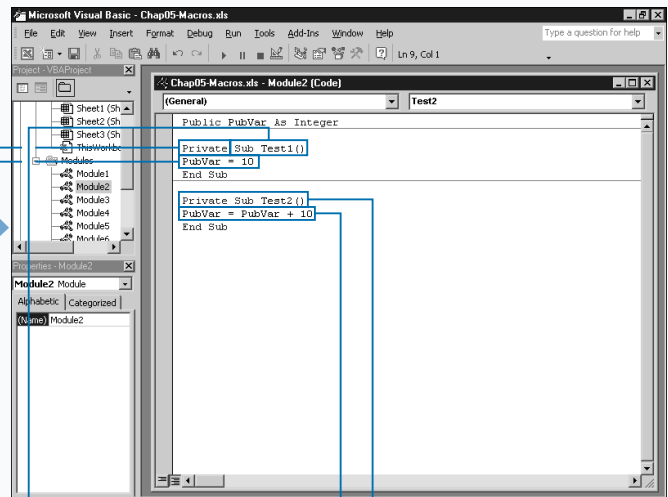 Microsoft Visual Basic - Chap05-Macros.xls
File Edit View Insert Format Debug Run Tools Add-Ins Window Help
Type a question for help
Ln 9, Col 1
Project - VBAProject
Sheet1 (Sh
Sheet2 (Sh
Sheet3 (Sh
ThisWorkbo
Modules
Module1
Module2
Module3
Module4
Module5
Module6
Properties - Module2
Module2 Module
Alphabetic Categorized
(Name) Module2
Chap05-Macros.xls - Module2 (Code)
(General) Test2
Public PubVar As Integer
Private Sub Test1()
PubVar = 10
End Sub
Private Sub Test2()
PubVar = PubVar + 10
End Sub